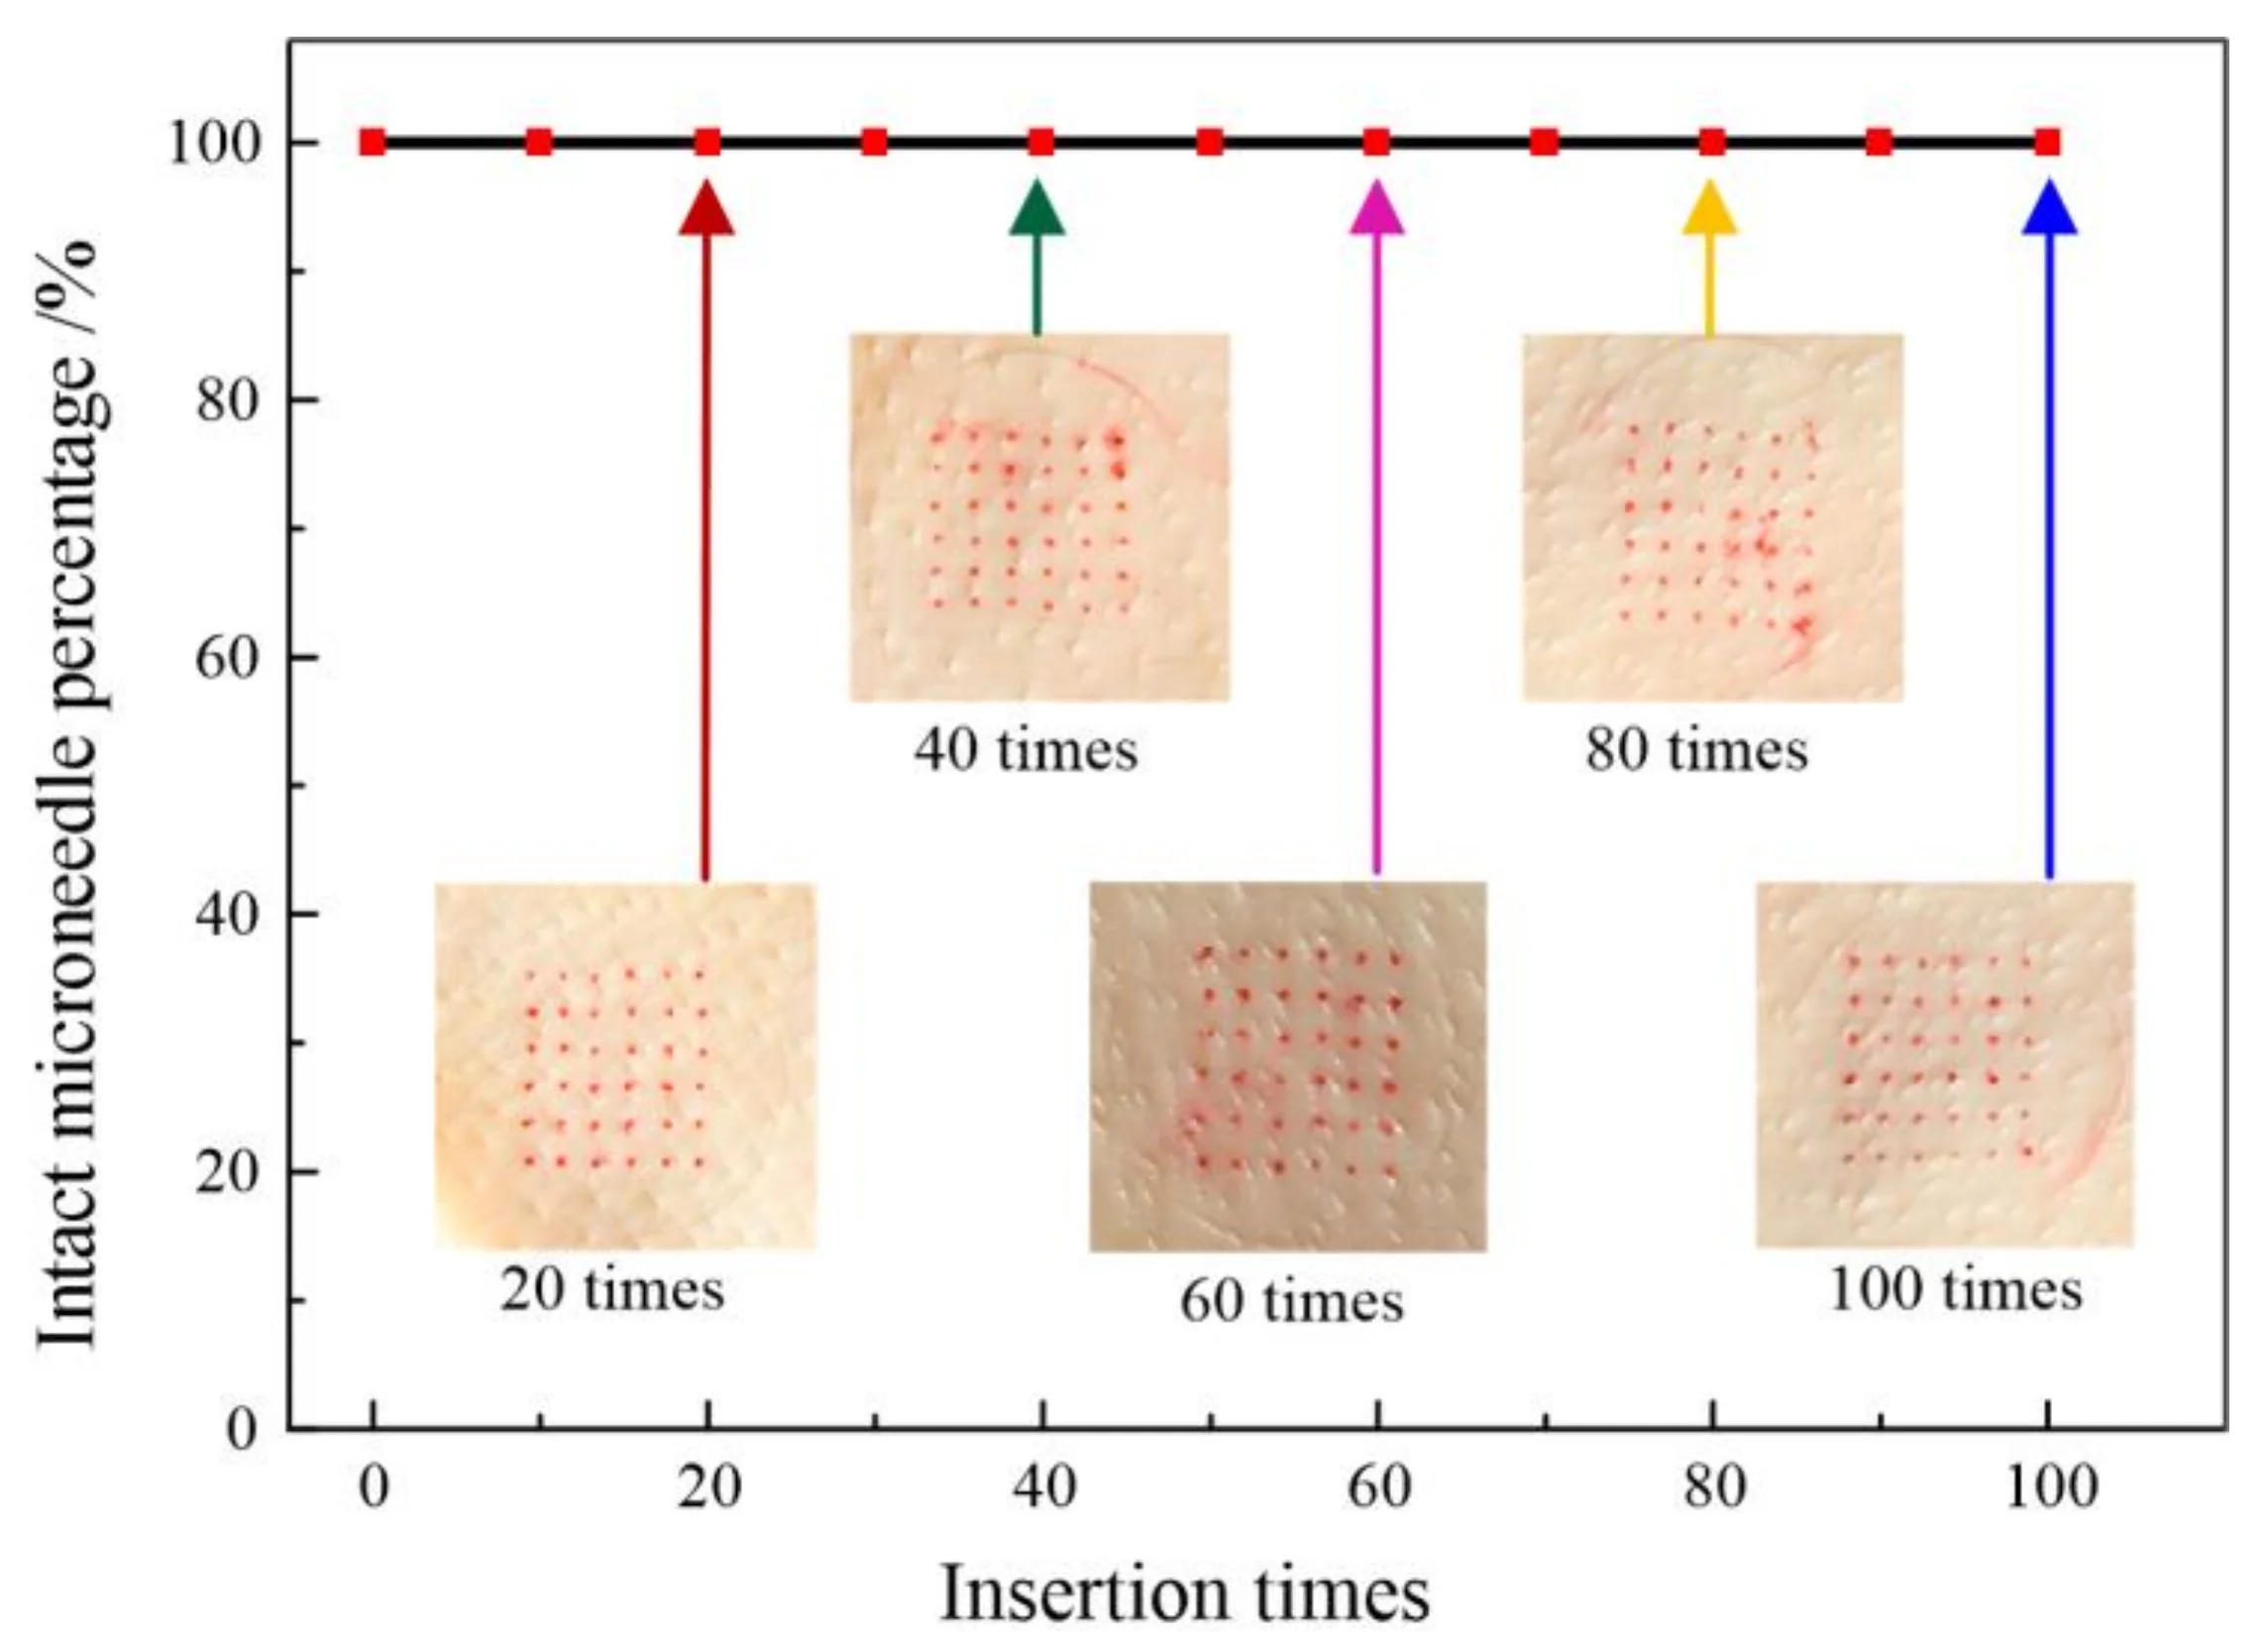 Intact microneedle percentage /%
100
80
60
40
20
0
40 times
80 times
20 times
60 times
100 times
0 20 40 60 80 100
Insertion times